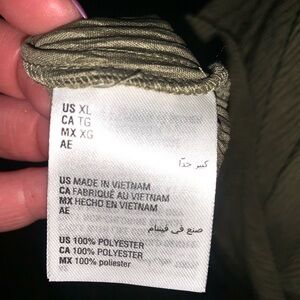 US XL
CA TG
MX XG
AE
كبير جدًا
US MADE IN VIETNAM
CA FABRIQUÉ AU VIETNAM
MX HECHO EN VIETNAM
AE
صنع في فيتنام
US 100% POLYESTER
CA 100% POLYESTER
MX 100% poliester